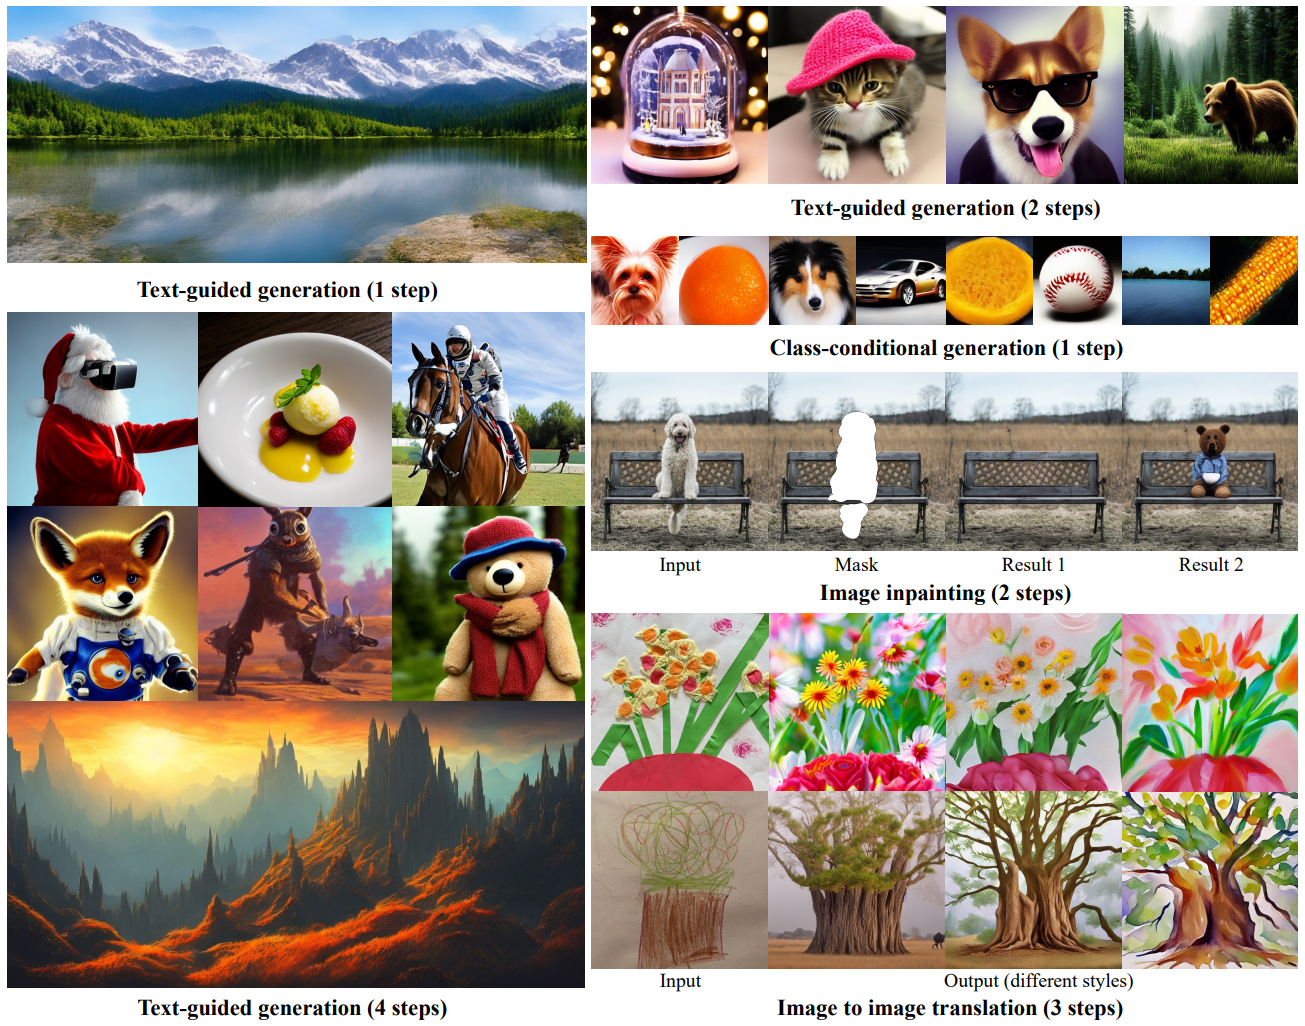 Text-guided generation (1 step)
Text-guided generation (2 steps)
Class-conditional generation (1 step)
Input
Mask
Result 1
Result 2
Image inpainting (2 steps)
Text-guided generation (4 steps)
Input
Output (different styles)
Image to image translation (3 steps)